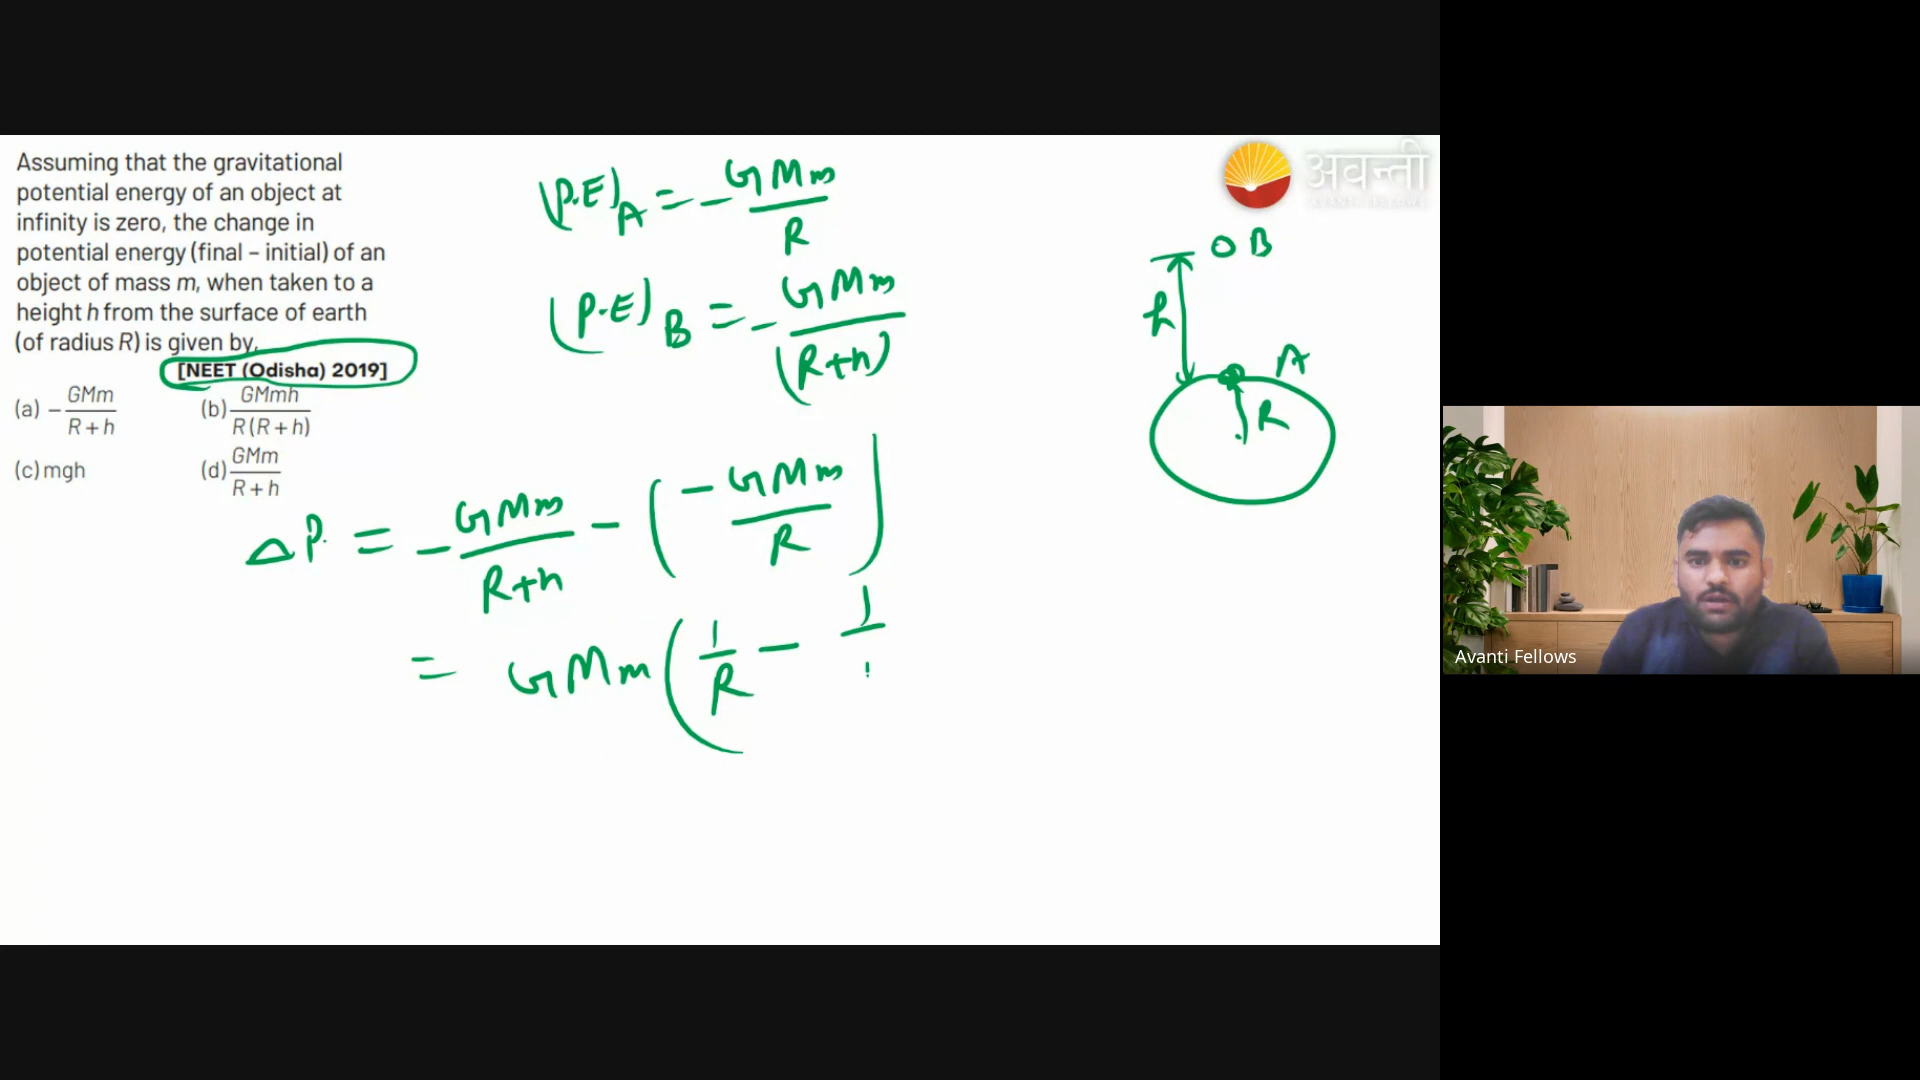 Assuming that the gravitational
potential energy of an object at
infinity is zero, the change in
potential energy (final – initial) of an
object of mass m, when taken to a
height h from the surface of earth
(of radius R) is given by,
[NEET (Odisha) 2019]
(a) – GMm / R + h (b) GMmh / R(R + h)
(c) mgh (d) GMm / R + h
(P.E)A = – GMm / R
(P.E)B = – GMm / (R+h)
ΔP. = – GMm / R+h – (– GMm / R)
= GMm ( 1 / R – 1 /
O B
h
A
R
अवन्ती
AVANTI FELLOWS
Avanti Fellows